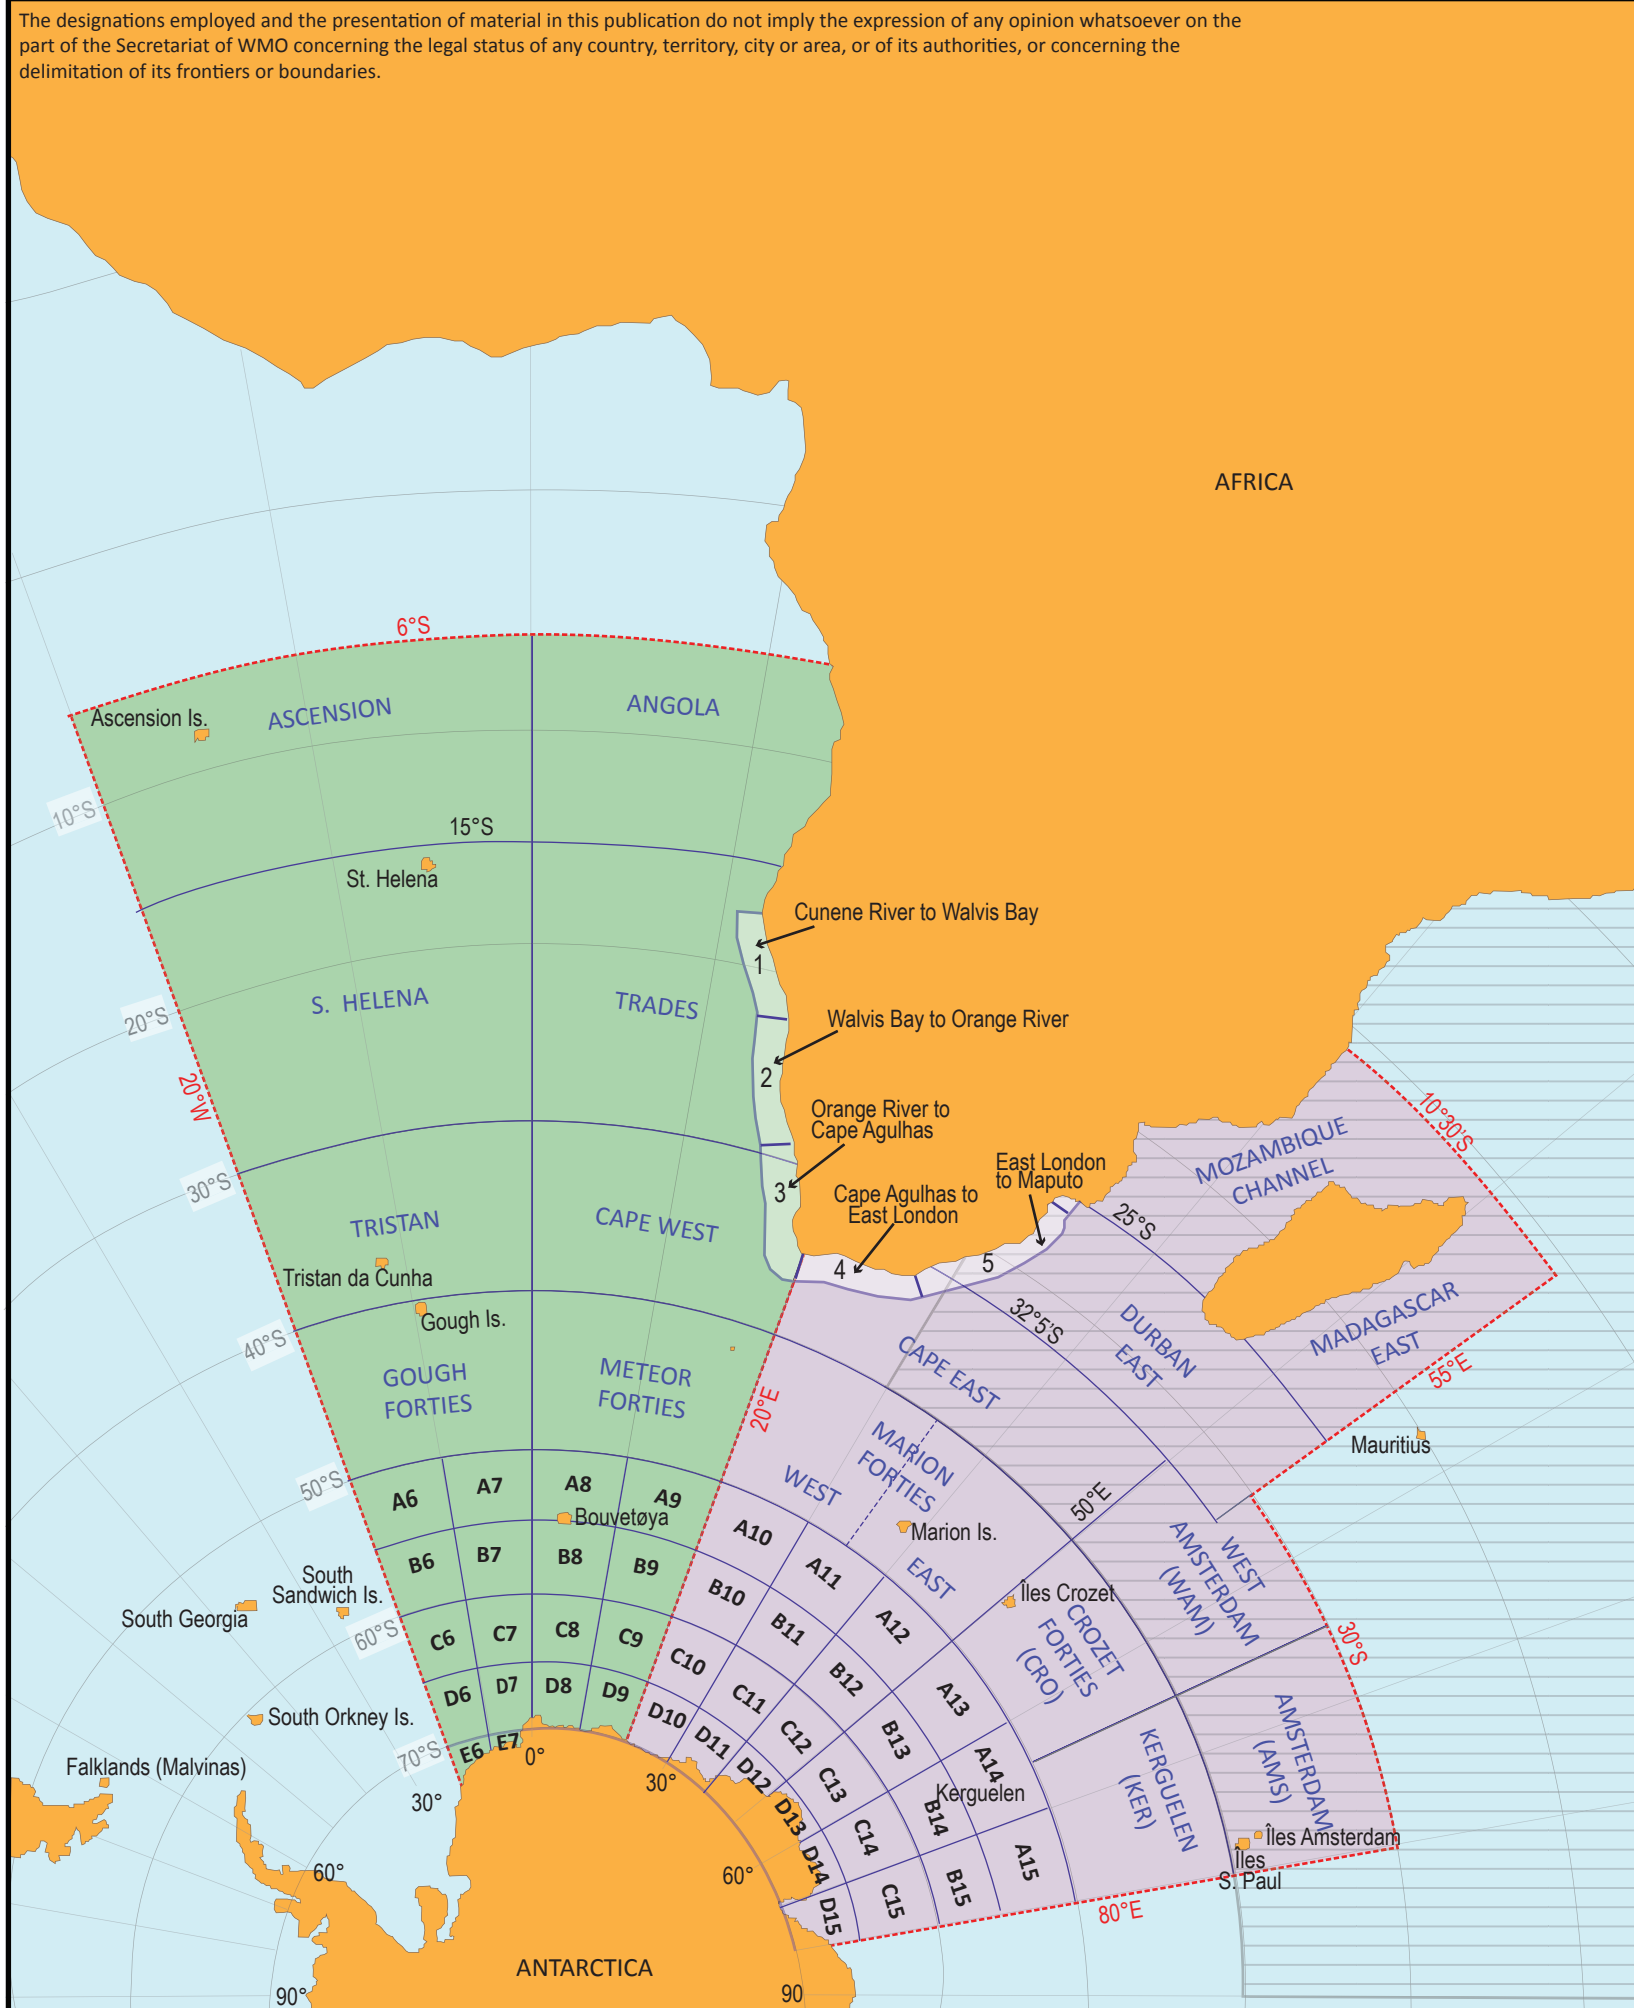 The designations employed and the presentation of material in this publication do not imply the expression of any opinion whatsoever on the
part of the Secretariat of WMO concerning the legal status of any country, territory, city or area, or of its authorities, or concerning the
delimitation of its frontiers or boundaries.
AFRICA
6°S
Ascension Is.
ASCENSION
ANGOLA
10°S
15°S
St. Helena
Cunene River to Walvis Bay
1
S. HELENA
TRADES
20°S
Walvis Bay to Orange River
2
20°W
Orange River to
Cape Agulhas
3
10°30'S
MOZAMBIQUE
CHANNEL
East London
to Maputo
30°S
Cape Agulhas to
East London
TRISTAN
CAPE WEST
25°S
4
5
Tristan da Cunha
Gough Is.
32°5'S
DURBAN
EAST
MADAGASCAR
EAST
55°E
40°S
GOUGH
FORTIES
METEOR
FORTIES
CAPE EAST
20°E
Mauritius
MARION
FORTIES
WEST
50°S
A6
A7
A8
A9
Bouvetøya
A10
50°E
Marion Is.
EAST
WEST
AMSTERDAM
(WAM)
B6
B7
B8
B9
B10
A11
A12
South
Sandwich Is.
South Georgia
Îles Crozet
CROZET
FORTIES
(CRO)
60°S
C6
C7
C8
C9
C10
B11
B12
A13
30°S
D6
D7
D8
D9
D10
C11
C12
B13
A14
South Orkney Is.
70°S
E6
E7
0°
D11
D12
C13
B14
Kerguelen
KERGUELEN
(KER)
AMSTERDAM
(AMS)
Falklands (Malvinas)
30°
30°
D13
C14
A15
Îles Amsterdam
Îles
S. Paul
60°
60°
D14
C15
B15
D15
80°E
ANTARCTICA
90°
90